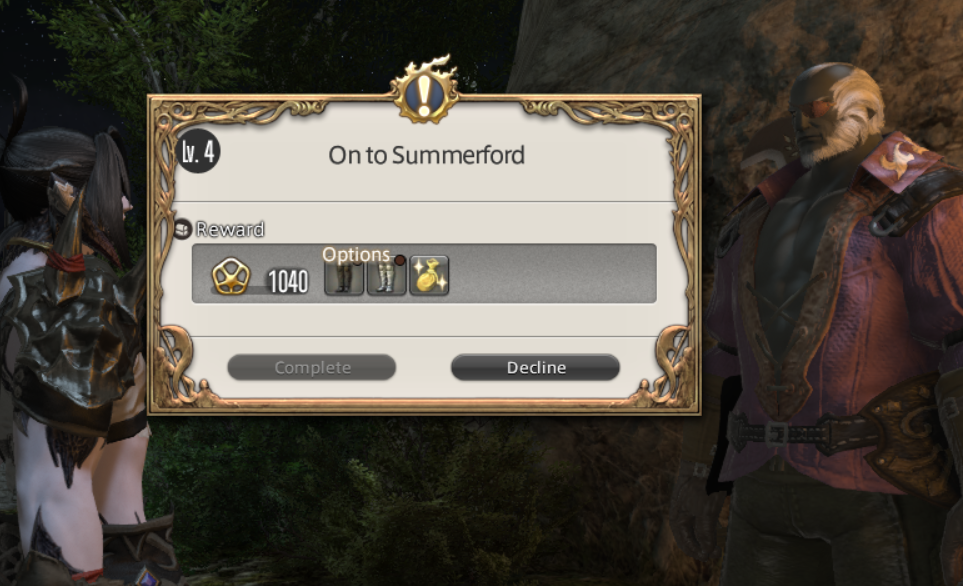 Lv. 4
On to Summerford
Reward
Options
1040
Complete
Decline